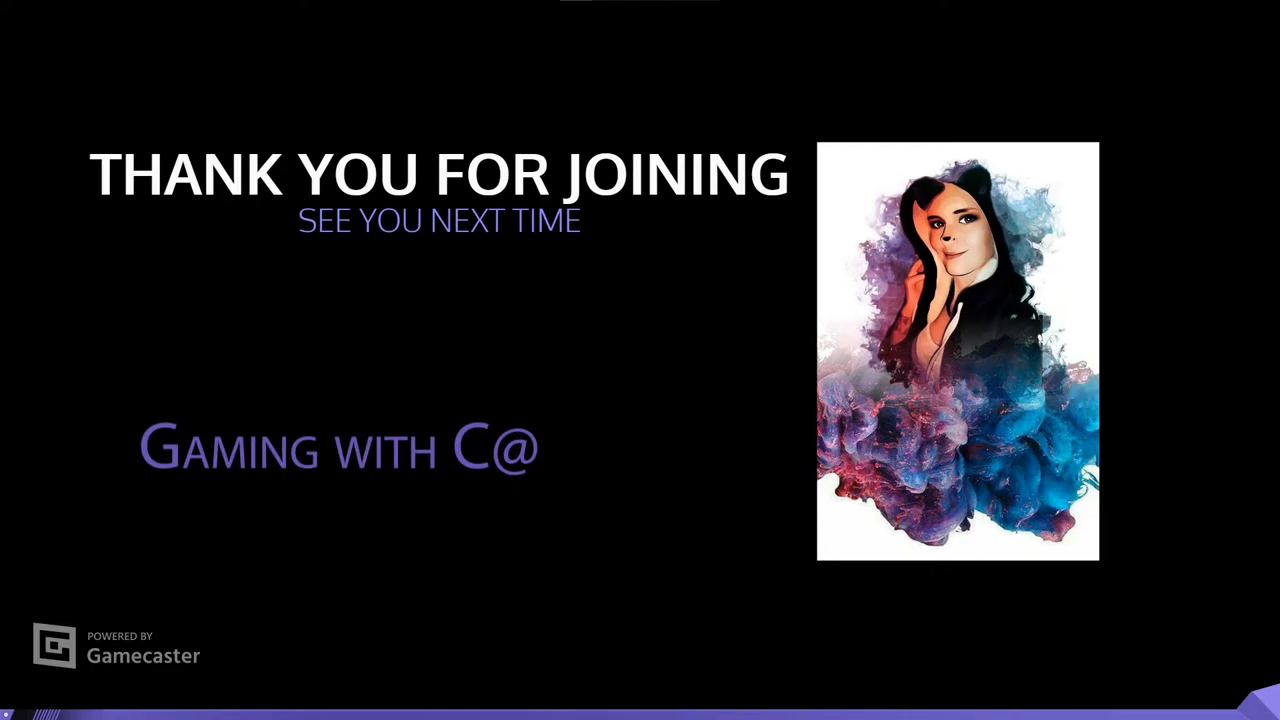 THANK YOU FOR JOINING
SEE YOU NEXT TIME
GAMING WITH C@
POWERED BY
Gamecaster